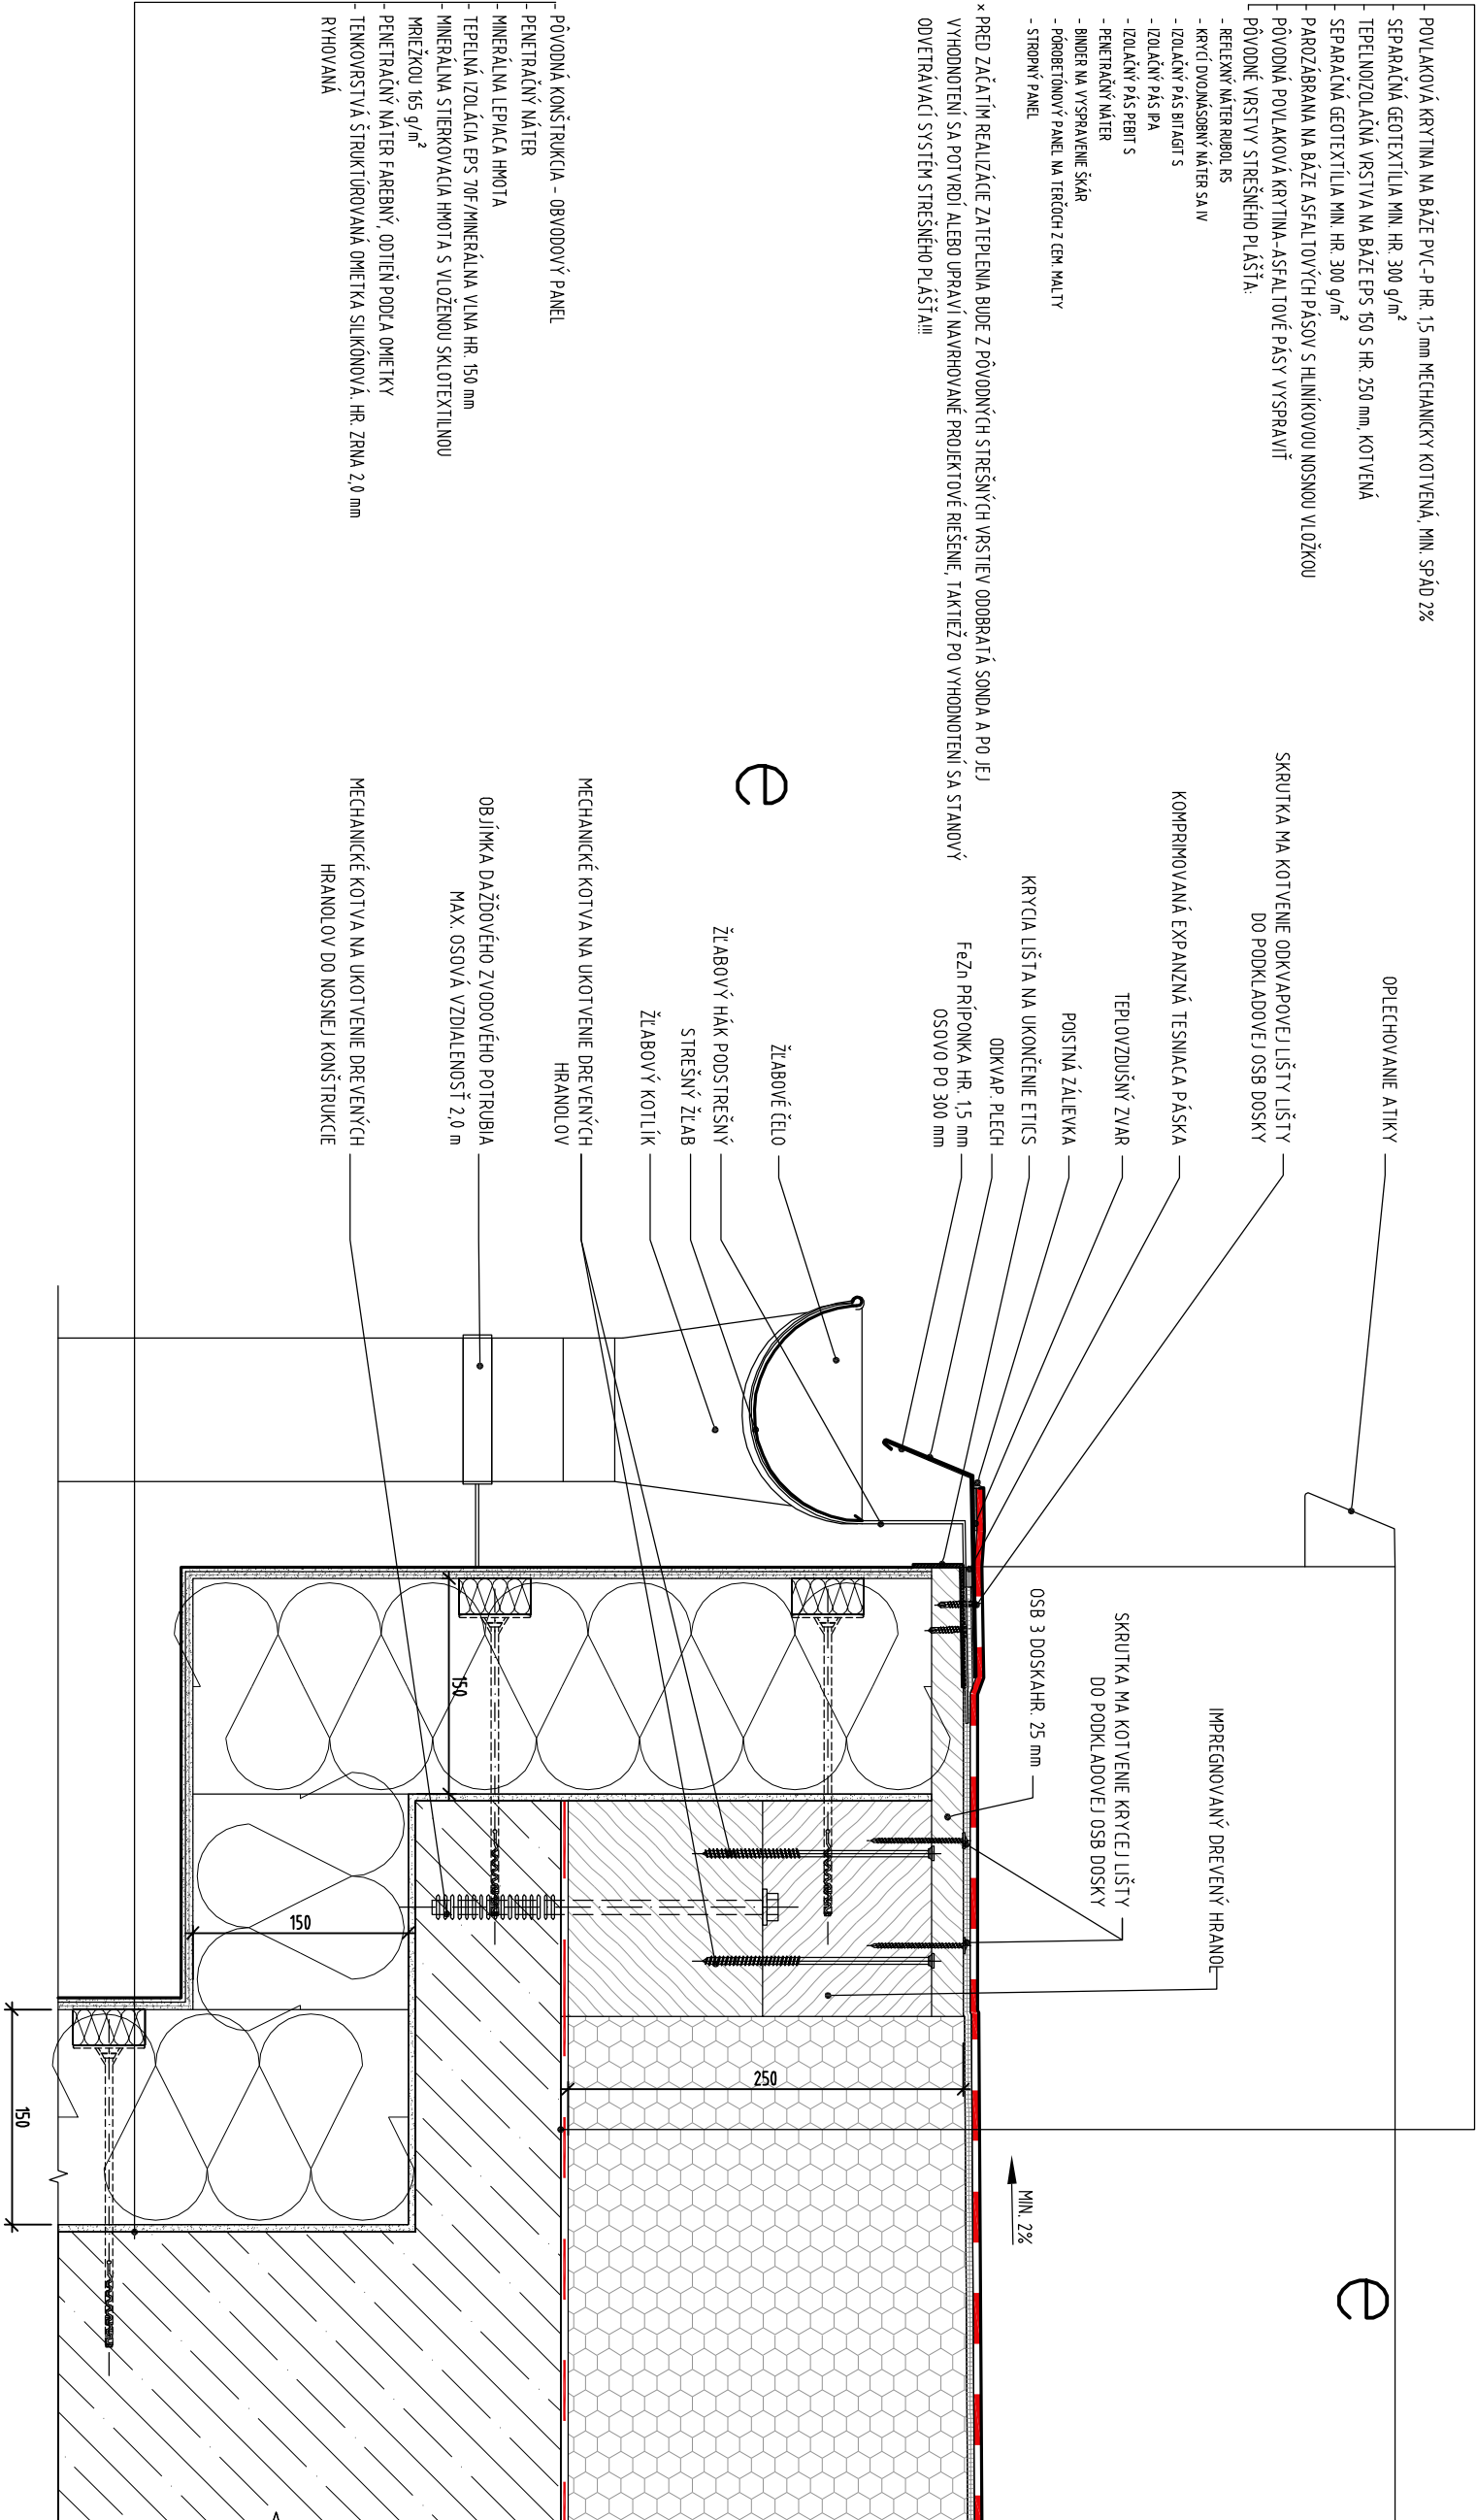 POVLAKOVÁ KRYTINA NA BÁZE PVC-P HR. 1,5 mm MECHANICKY KOTVENÁ, MIN. SPÁD 2%
SEPARAČNÁ GEOTEXTÍLIA MIN. HR. 300 g/m²
TEPELNOIZOLAČNÁ VRSTVA NA BÁZE EPS 150 S HR. 250 mm, KOTVENÁ
SEPARAČNÁ GEOTEXTÍLIA MIN. HR. 300 g/m²
PAROZÁBRANA NA BÁZE ASFALTOVÝCH PÁSOV S HLINÍKOVOU NOSNOU VLOŽKOU
PÔVODNÁ POVLAKOVÁ KRYTINA-ASFALTOVÉ PÁSY VYSPRAVIŤ
PÔVODNÉ VRSTVY STREŠNÉHO PLÁŠŤA:
- REFLEXNÝ NÁTER RUBOL RS
- KRYCÍ DVOJNÁSOBNÝ NÁTER SA IV
- IZOLAČNÝ PÁS BITAGIT S
- IZOLAČNÝ PÁS IPA
- IZOLAČNÝ PÁS PEBIT S
- PENETRAČNÝ NÁTER
- BINDER NA VYSPRAVENIE ŠKÁR
- PÓROBETÓNOVÝ PANEL NA TERČOCH Z CEM. MALTY
- STROPNÝ PANEL
× PRED ZAČATÍM REALIZÁCIE ZATEPLENIA BUDE Z PÔVODNÝCH STREŠNÝCH VRSTIEV ODOBRATÁ SONDA A PO JEJ
VYHODNOTENÍ SA POTVRDÍ ALEBO UPRAVÍ NAVRHOVANÉ PROJEKTOVÉ RIEŠENIE, TAKTIEŽ PO VYHODNOTENÍ SA STANOVÝ
ODVETRÁVACÍ SYSTÉM STREŠNÉHO PLÁŠŤA!!!
PÔVODNÁ KONŠTRUKCIA - OBVODOVÝ PANEL
PENETRAČNÝ NÁTER
MINERÁLNA LEPIACA HMOTA
TEPELNÁ IZOLÁCIA EPS 70F/MINERÁLNA VLNA HR. 150 mm
MINERÁLNA STIERKOVACIA HMOTA S VLOŽENOU SKLOTEXTILNOU
MRIEŽKOU 165 g/m²
PENETRAČNÝ NÁTER FAREBNÝ, ODTIEŇ PODĽA OMIETKY
TENKOVRSTVÁ ŠTRUKTÚROVANÁ OMIETKA SILIKÓNOVÁ, HR. ZRNA 2,0 mm
RYHOVANÁ
OPLECHOVANIE ATIKY
SKRUTKA MA KOTVENIE ODKVAPOVEJ LIŠTY LIŠTY
DO PODKLADOVEJ OSB DOSKY
KOMPRIMOVANÁ EXPANZNÁ TESNIACA PÁSKA
TEPLOVZDUŠNÝ ZVAR
POISTNÁ ZÁLIEVKA
KRYCIA LIŠTA NA UKONČENIE ETICS
ODKVAP. PLECH
FeZn PRÍPONKA HR. 1,5 mm
OSOVO PO 300 mm
ŽĽABOVÉ ČELO
ŽĽABOVÝ HÁK PODSTREŠNÝ
STREŠNÝ ŽĽAB
ŽĽABOVÝ KOTLÍK
MECHANICKÉ KOTVA NA UKOTVENIE DREVENÝCH
HRANOLOV
OBJÍMKA DAŽĎOVÉHO ZVODOVÉHO POTRUBIA
MAX. OSOVÁ VZDIALENOSŤ 2,0 m
MECHANICKÉ KOTVA NA UKOTVENIE DREVENÝCH
HRANOLOV DO NOSNEJ KONŠTRUKCIE
e
IMPREGNOVANÝ DREVENÝ HRANOL
SKRUTKA MA KOTVENIE KRYCEJ LIŠTY
DO PODKLADOVEJ OSB DOSKY
OSB 3 DOSKAHR. 25 mm
150
150
250
150
MIN. 2%
e